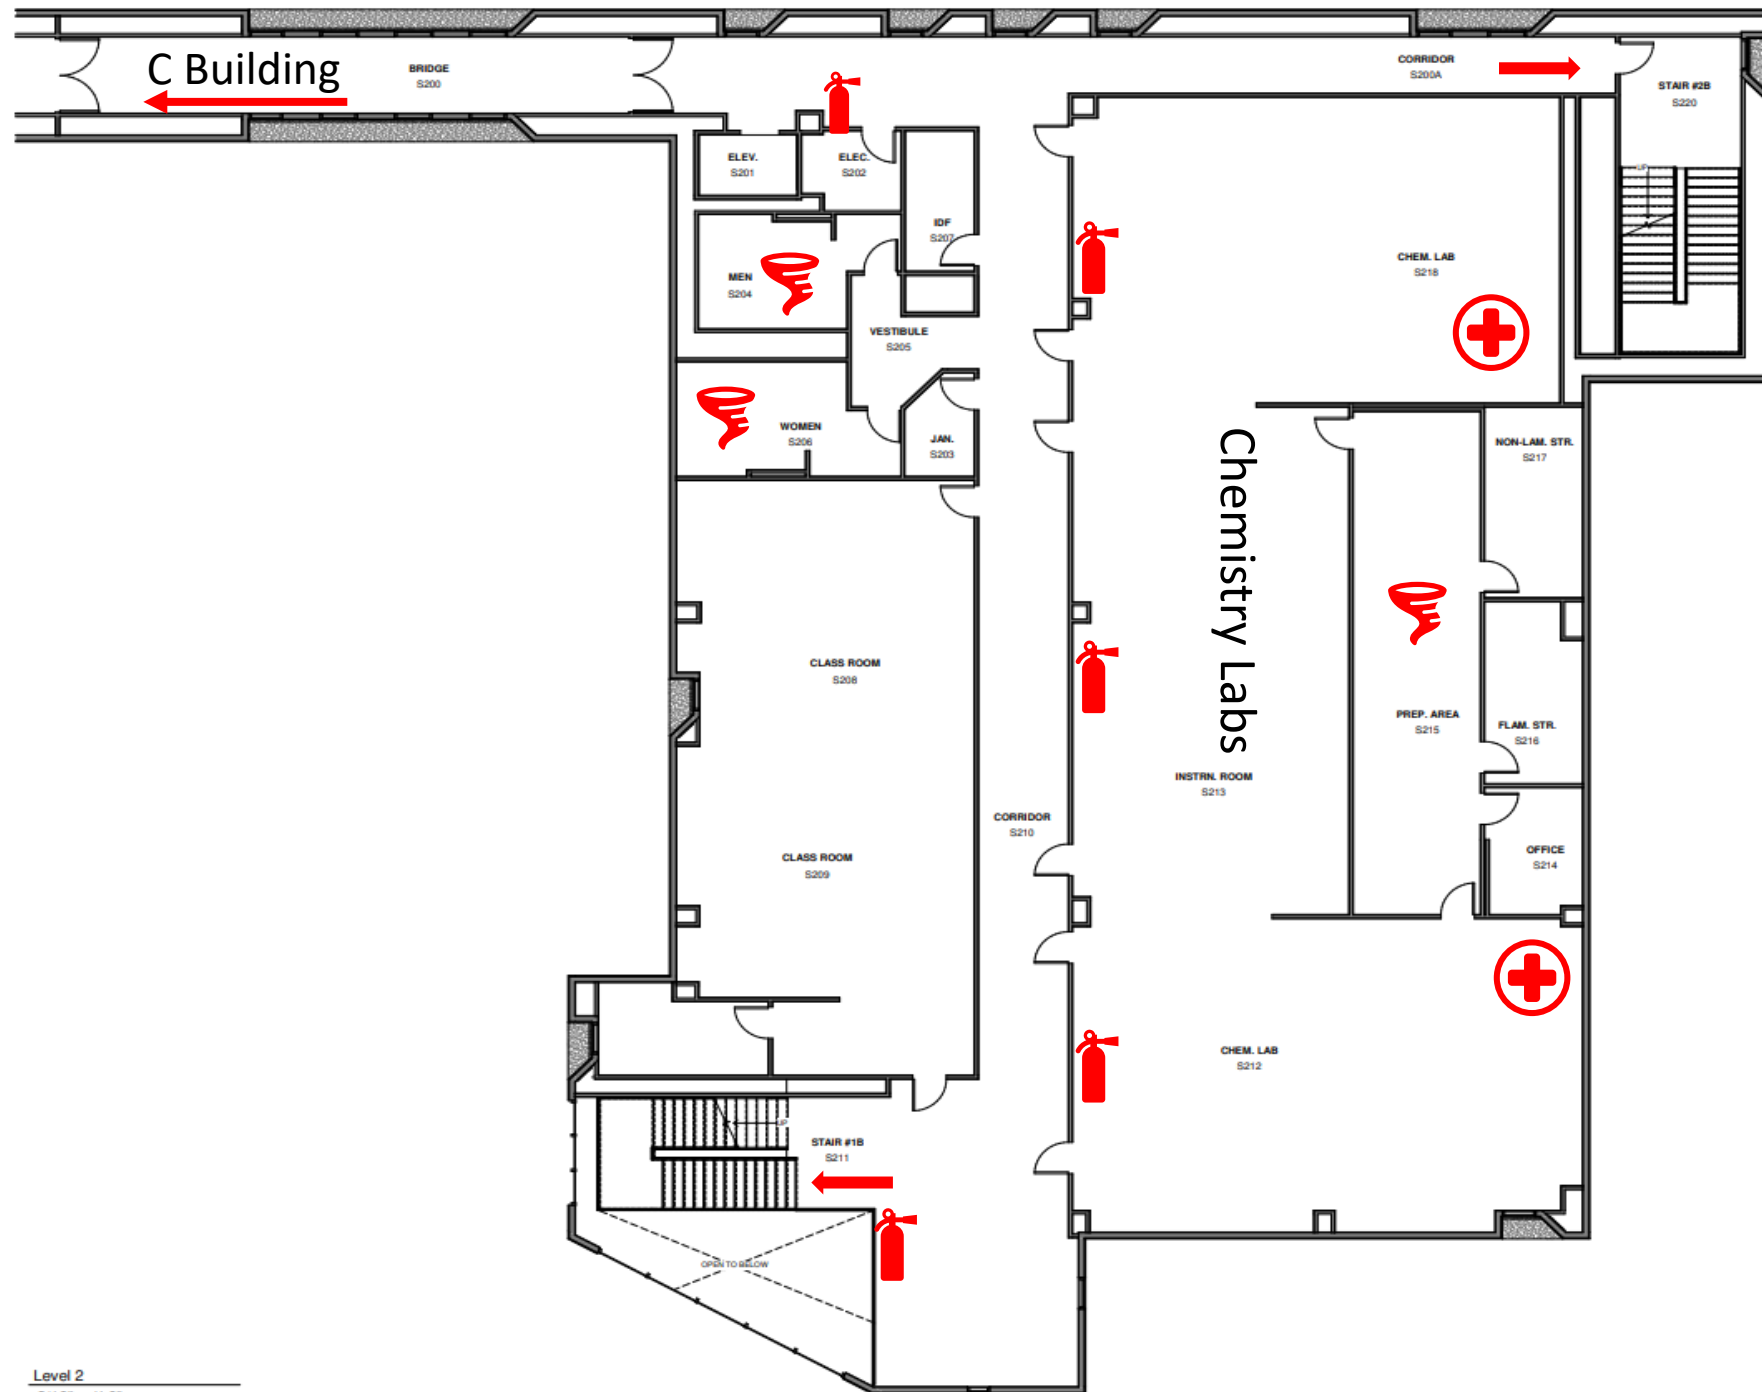 C Building
BRIDGE
S200
CORRIDOR
S200A
STAIR #2B
S220
UP
ELEV.
S201
ELEC.
S202
IDF
S207
MEN
S204
CHEM. LAB
S218
VESTIBULE
S205
WOMEN
S206
JAN.
S203
NON-LAM. STR.
S217
Chemistry Labs
CLASS ROOM
S208
PREP. AREA
S215
FLAM. STR.
S216
INSTRN. ROOM
S213
CORRIDOR
S210
CLASS ROOM
S209
OFFICE
S214
CHEM. LAB
S212
UP
STAIR #1B
S211
OPEN TO BELOW
Level 2